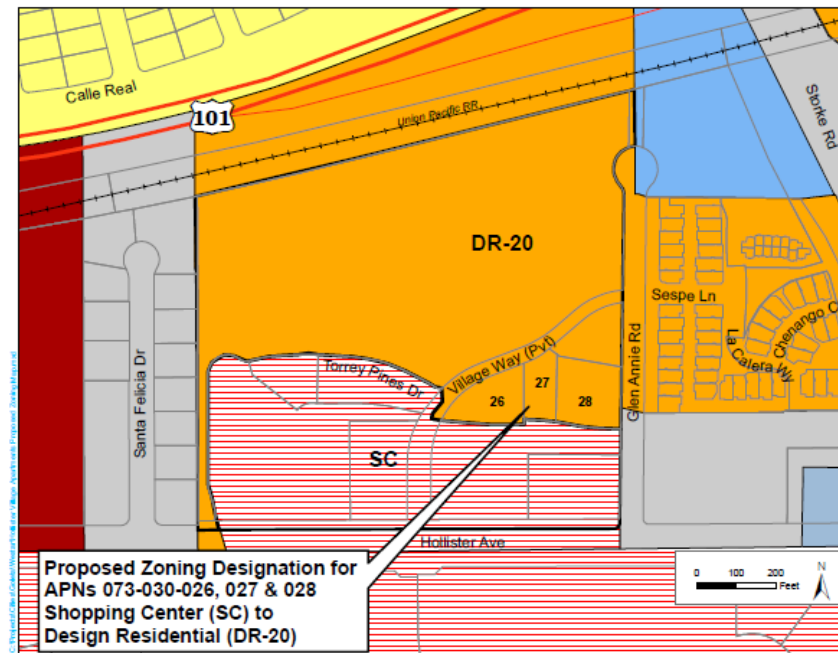 Calle Real
101
Union Pacific RR
Storke Rd
DR-20
Sespe Ln
Chenango C
La Calera Wy
Glen Annie Rd
Village Way (Pvt)
Torrey Pines Dr
26
27
28
Santa Felicia Dr
SC
Hollister Ave
Proposed Zoning Designation for
APNs 073-030-026, 027 & 028
Shopping Center (SC) to
Design Residential (DR-20)
0 100 200
Feet
N